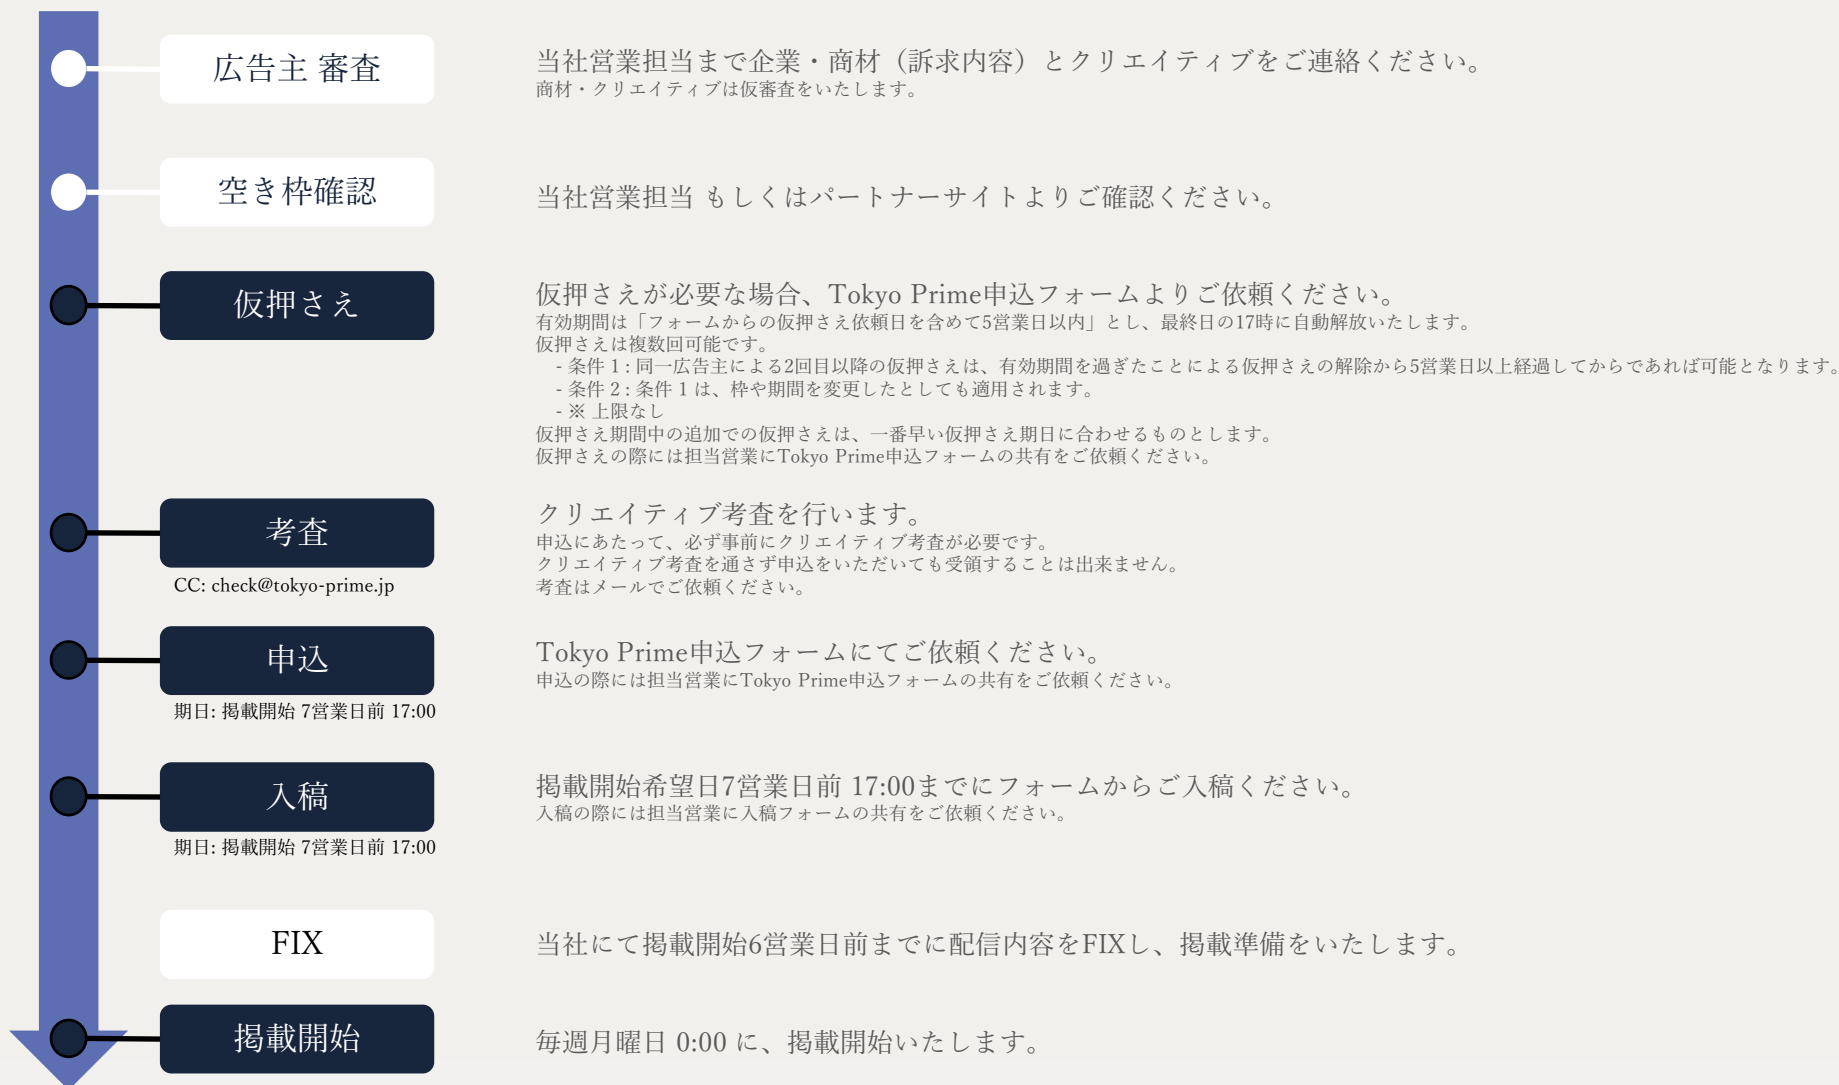 広告主 審査
当社営業担当まで企業・商材（訴求内容）とクリエイティブをご連絡ください。
商材・クリエイティブは仮審査をいたします。
空き枠確認
当社営業担当 もしくはパートナーサイトよりご確認ください。
仮押さえ
仮押さえが必要な場合、Tokyo Prime申込フォームよりご依頼ください。
有効期間は「フォームからの仮押さえ依頼日を含めて5営業日以内」とし、最終日の17時に自動解放いたします。
仮押さえは複数回可能です。
- 条件 1 : 同一広告主による2回目以降の仮押さえは、有効期間を過ぎたことによる仮押さえの解除から5営業日以上経過してからであれば可能となります。
- 条件 2 : 条件 1 は、枠や期間を変更したとしても適用されます。
- ※ 上限なし
仮押さえ期間中の追加での仮押さえは、一番早い仮押さえ期日に合わせるものとします。
仮押さえの際には担当営業にTokyo Prime申込フォームの共有をご依頼ください。
考査
CC: check@tokyo-prime.jp
クリエイティブ考査を行います。
申込にあたって、必ず事前にクリエイティブ考査が必要です。
クリエイティブ考査を通さず申込をいただいても受領することは出来ません。
考査はメールでご依頼ください。
申込
期日: 掲載開始 7営業日前 17:00
Tokyo Prime申込フォームにてご依頼ください。
申込の際には担当営業にTokyo Prime申込フォームの共有をご依頼ください。
入稿
期日: 掲載開始 7営業日前 17:00
掲載開始希望日7営業日前 17:00までにフォームからご入稿ください。
入稿の際には担当営業に入稿フォームの共有をご依頼ください。
FIX
当社にて掲載開始6営業日前までに配信内容をFIXし、掲載準備をいたします。
掲載開始
毎週月曜日 0:00 に、掲載開始いたします。